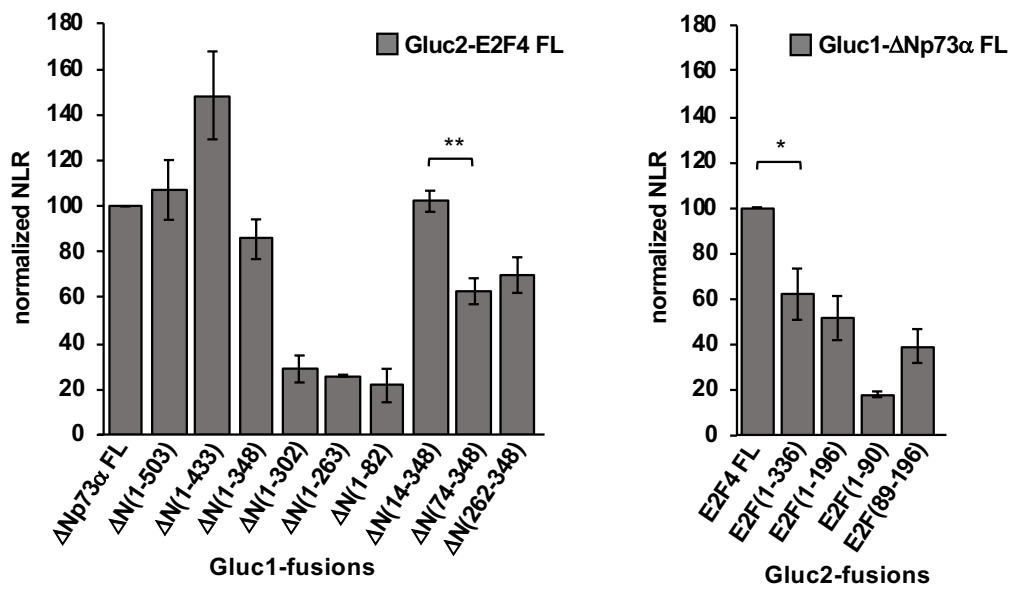 180
160
140
120
100
80
60
40
20
0
normalized NLR
Gluc2-E2F4 FL
**
ΔNp73α FL
ΔN(1-503)
ΔN(1-433)
ΔN(1-348)
ΔN(1-302)
ΔN(1-263)
ΔN(1-82)
ΔN(14-348)
ΔN(74-348)
ΔN(262-348)
Gluc1-fusions
180
160
140
120
100
80
60
40
20
0
normalized NLR
Gluc1-ΔNp73α FL
*
E2F4 FL
E2F(1-336)
E2F(1-196)
E2F(1-90)
E2F(89-196)
Gluc2-fusions